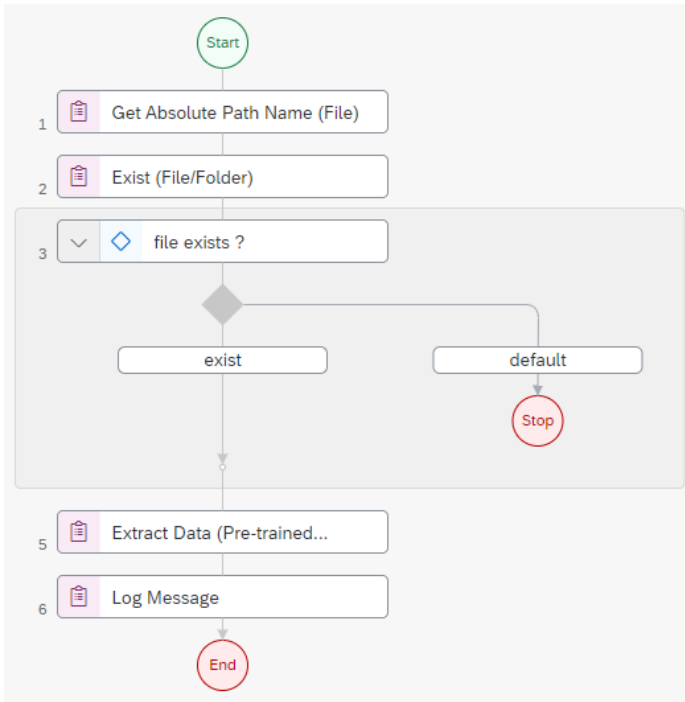 Start
1
Get Absolute Path Name (File)
2
Exist (File/Folder)
3
file exists ?
exist
default
Stop
5
Extract Data (Pre-trained...
6
Log Message
End